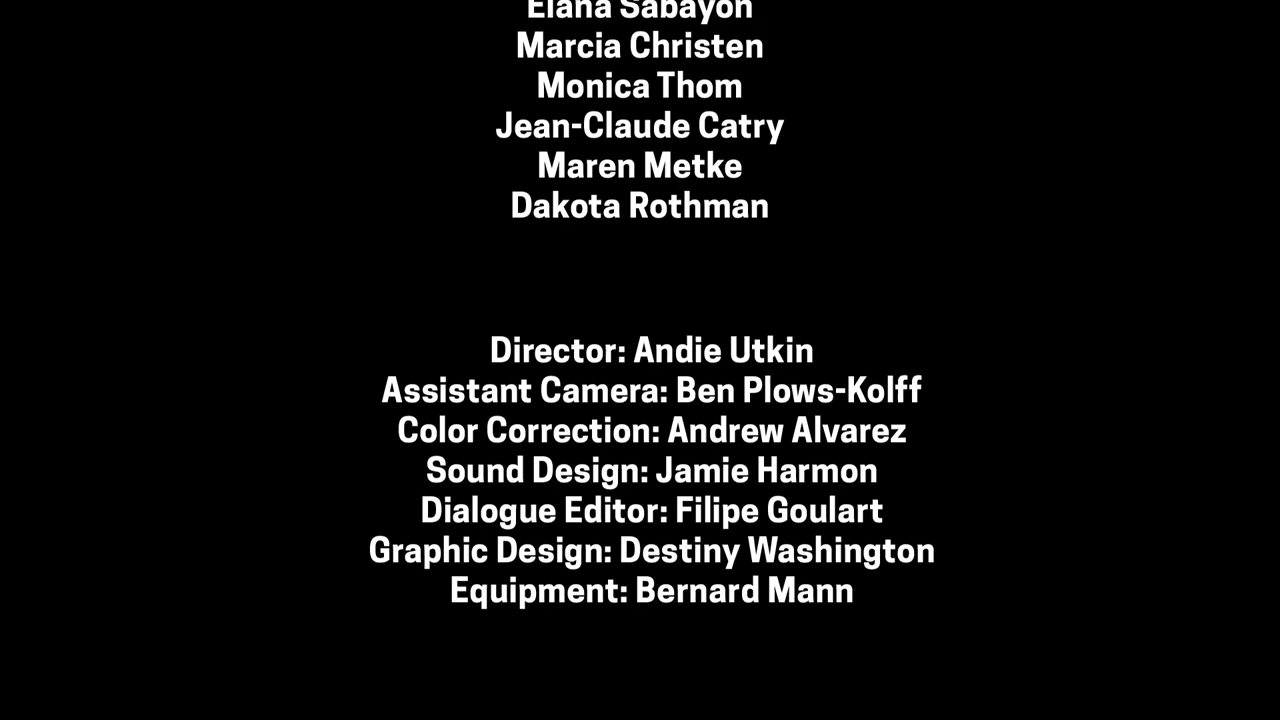 Elana Sabayon
Marcia Christen
Monica Thom
Jean-Claude Catry
Maren Metke
Dakota Rothman
Director: Andie Utkin
Assistant Camera: Ben Plows-Kolff
Color Correction: Andrew Alvarez
Sound Design: Jamie Harmon
Dialogue Editor: Filipe Goulart
Graphic Design: Destiny Washington
Equipment: Bernard Mann